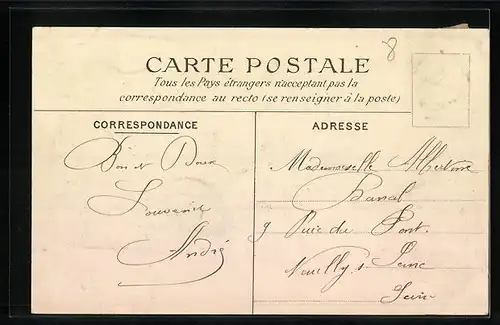 8
CARTE POSTALE
Tous les Pays étrangers n'acceptant pas la
correspondance au recto (se renseigner à la poste)
CORRESPONDANCE
Bon et Doux
Souvenir
André
ADRESSE
Mademoiselle Albertine
9 Rue du Pont.
Neuilly s Seine
Seine